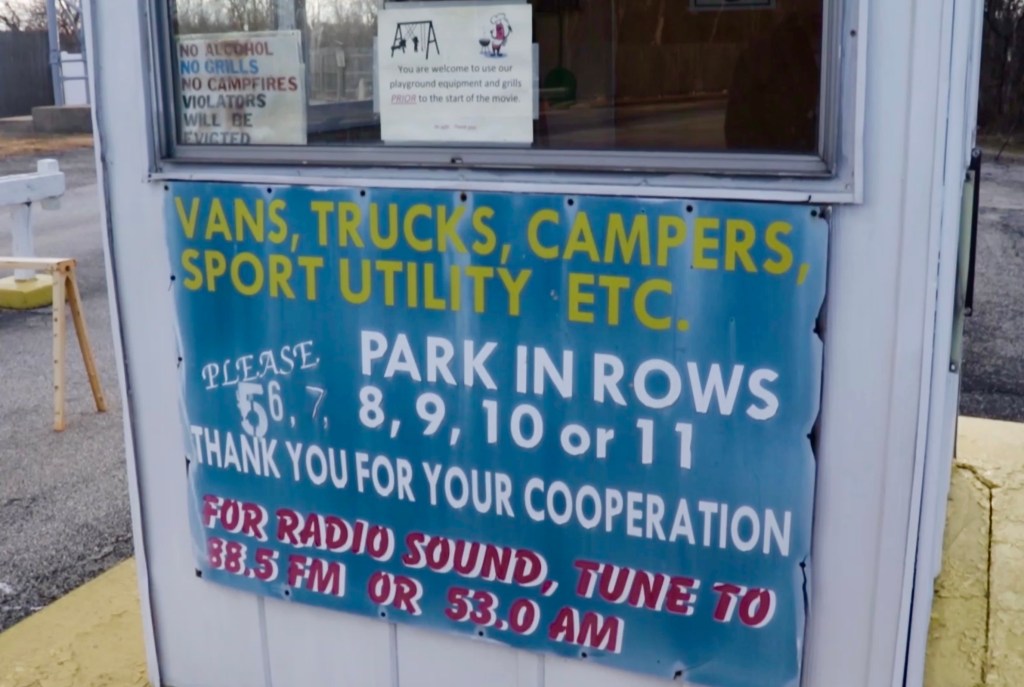 NO ALCOHOL
NO GRILLS
NO CAMPFIRES
VIOLATORS
WILL BE
EVICTED
You are welcome to use our
playground equipment and grills
PRIOR to the start of the movie.
VANS, TRUCKS, CAMPERS,
SPORT UTILITY ETC.
PLEASE PARK IN ROWS
5 6, 7, 8, 9, 10 or 11
THANK YOU FOR YOUR COOPERATION
FOR RADIO SOUND, TUNE TO
88.5 FM OR 53.0 AM